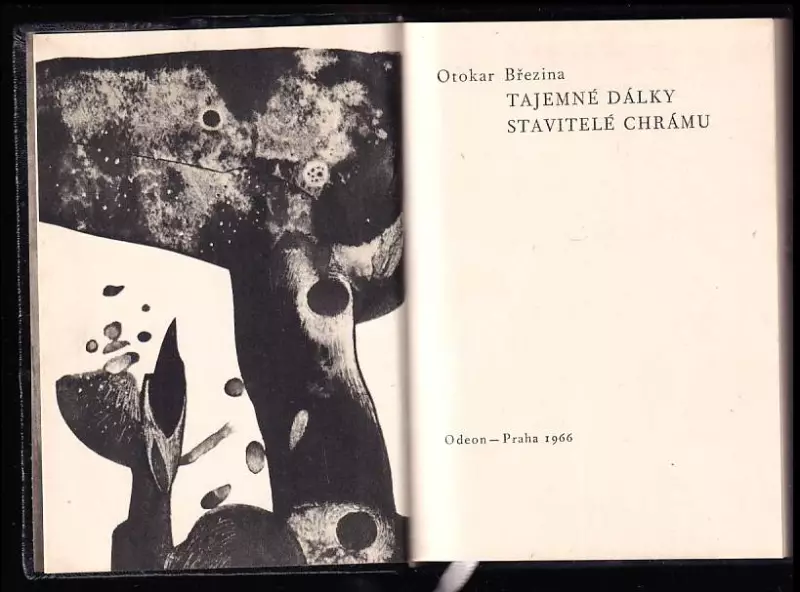 Otokar Březina
TAJEMNÉ DÁLKY
STAVITELÉ CHRÁMU
Odeon — Praha 1966